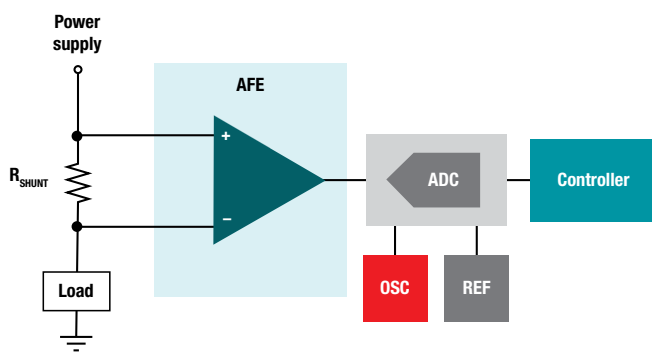 Power
supply
AFE
+
R SHUNT
ADC
Controller
−
Load
OSC
REF